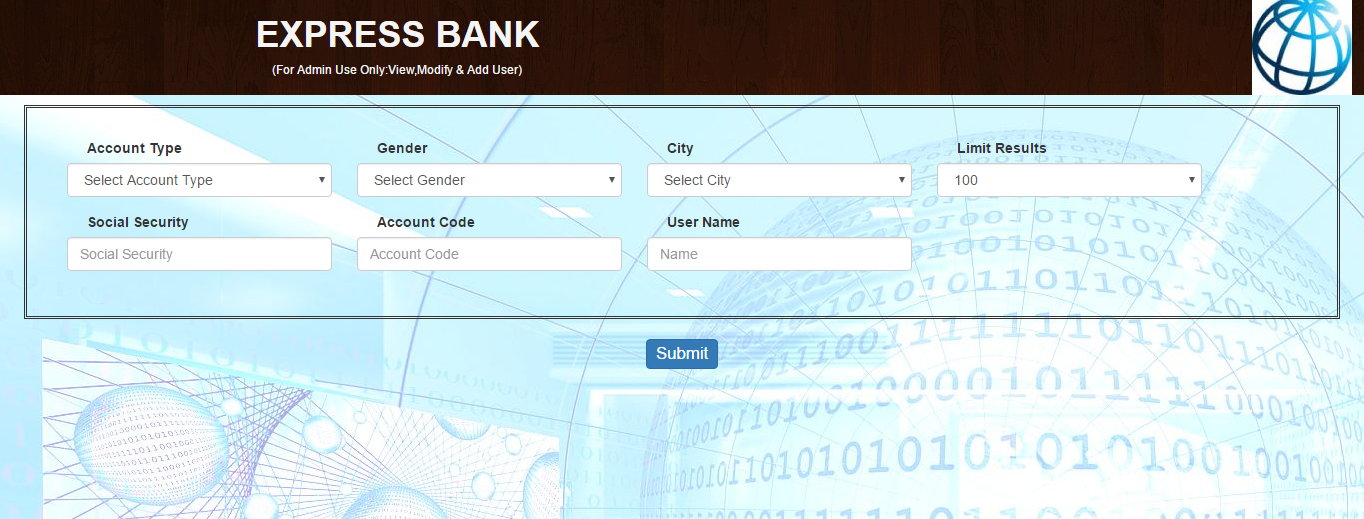 EXPRESS BANK
(For Admin Use Only:View,Modify & Add User)
Account Type Gender City Limit Results
Select Account Type Select Gender Select City 100
Social Security Account Code User Name
Social Security Account Code Name
Submit